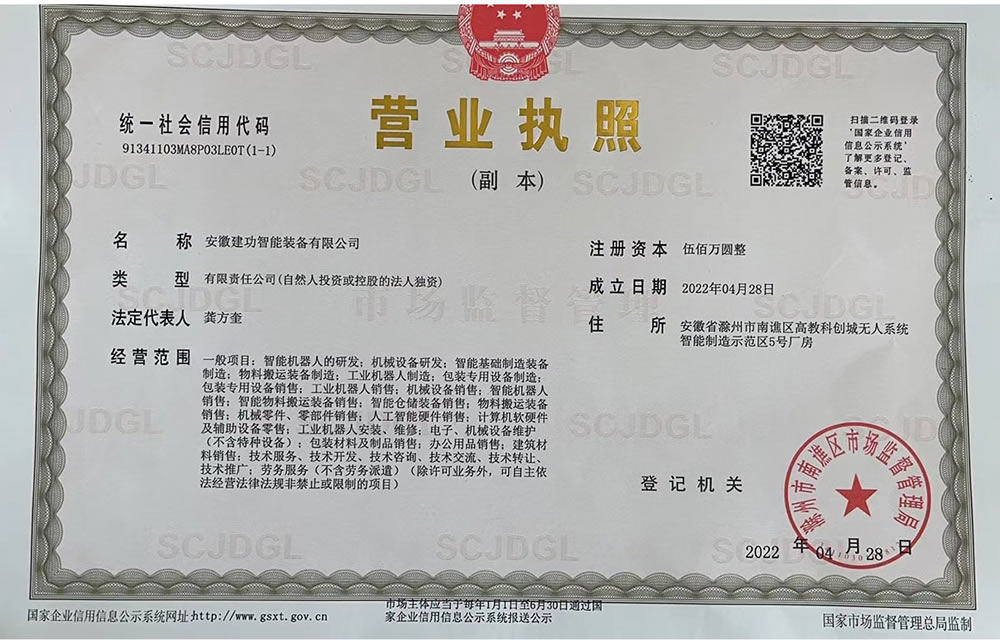 营业执照
(副 本)
统一社会信用代码
91341103MA8P03LE0T(1-1)
扫描二维码登录
'国家企业信用
信息公示系统'
了解更多登记、
备案、许可、监
管信息。
名 称 安徽建功智能装备有限公司
类 型 有限责任公司(自然人投资或控股的法人独资)
法定代表人 龚方奎
经营范围 一般项目：智能机器人的研发；机械设备研发；智能基础制造装备
制造；物料搬运装备制造；工业机器人制造；包装专用设备制造；
包装专用设备销售；工业机器人销售；机械设备销售；智能机器人
销售；智能物料搬运装备销售；智能仓储装备销售；物料搬运装备
销售；机械零件、零部件销售；人工智能硬件销售；计算机软硬件
及辅助设备零售；工业机器人安装、维修；电子、机械设备维护
（不含特种设备）；包装材料及制品销售；办公用品销售；建筑材
料销售；技术服务、技术开发、技术咨询、技术交流、技术转让、
技术推广；劳务服务（不含劳务派遣）（除许可业务外，可自主依
法经营法律法规非禁止或限制的项目）
注册资本 伍佰万圆整
成立日期 2022年04月28日
住 所 安徽省滁州市南谯区高教科创城无人系统
智能制造示范区5号厂房
登记机关
滁州市南谯区市场监督管理局
2022 年 04 月 28 日
国家企业信用信息公示系统网址:http://www.gsxt.gov.cn
市场主体应当于每年1月1日至6月30日通过国
家企业信用信息公示系统报送公示
国家市场监督管理总局监制
SCJDGL
SCJDGL
SCJDGL
JDGL
SCJDGL
SCJDGL
SCJD
SCJDGL
市场监督管理
SCJDGL
JDGL
SCJDGL
SCJDGL
SCJDGL
SCJDGL
SCJDGL